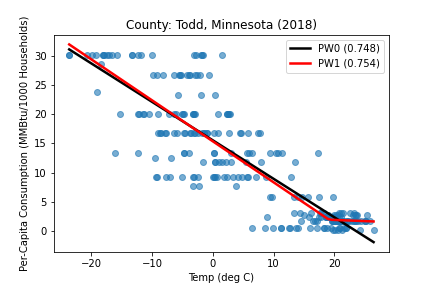 County: Todd, Minnesota (2018)
PW0 (0.748)
PW1 (0.754)
Per-Capita Consumption (MMBtu/1000 Households)
30
25
20
15
10
5
0
−20
−10
0
10
20
Temp (deg C)